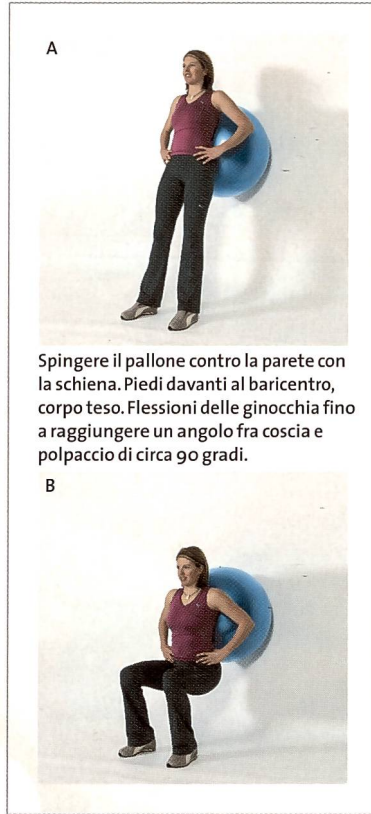 A
Spingere il pallone contro la parete con
la schiena. Piedi davanti al baricentro,
corpo teso. Flessioni delle ginocchia fino
a raggiungere un angolo fra coscia e
polpaccio di circa 90 gradi.
B